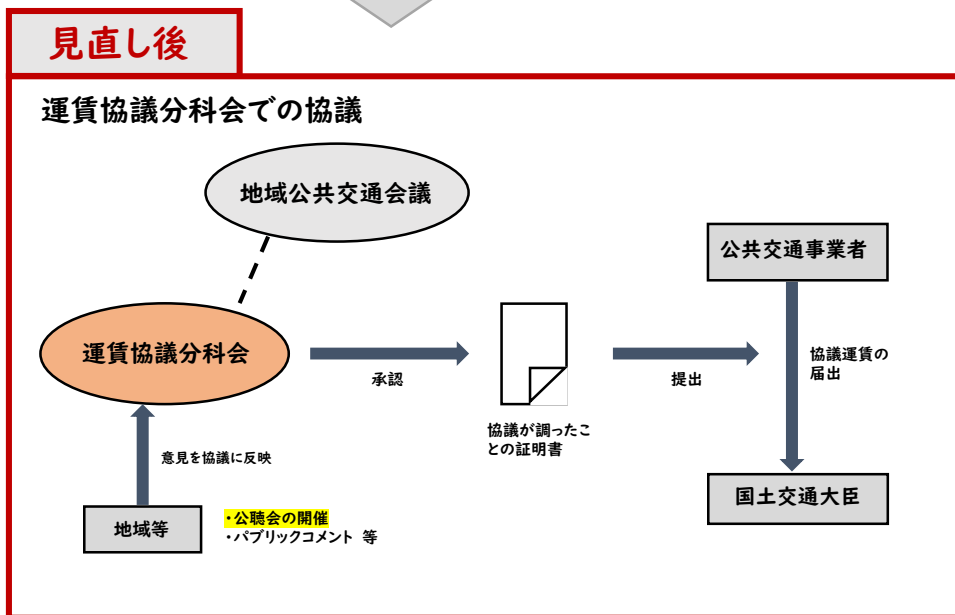 見直し後
運賃協議分科会での協議
地域公共交通会議
公共交通事業者
運賃協議分科会
承認
提出
協議運賃の
届出
協議が調ったこ
との証明書
意見を協議に反映
地域等
・公聴会の開催
・パブリックコメント 等
国土交通大臣